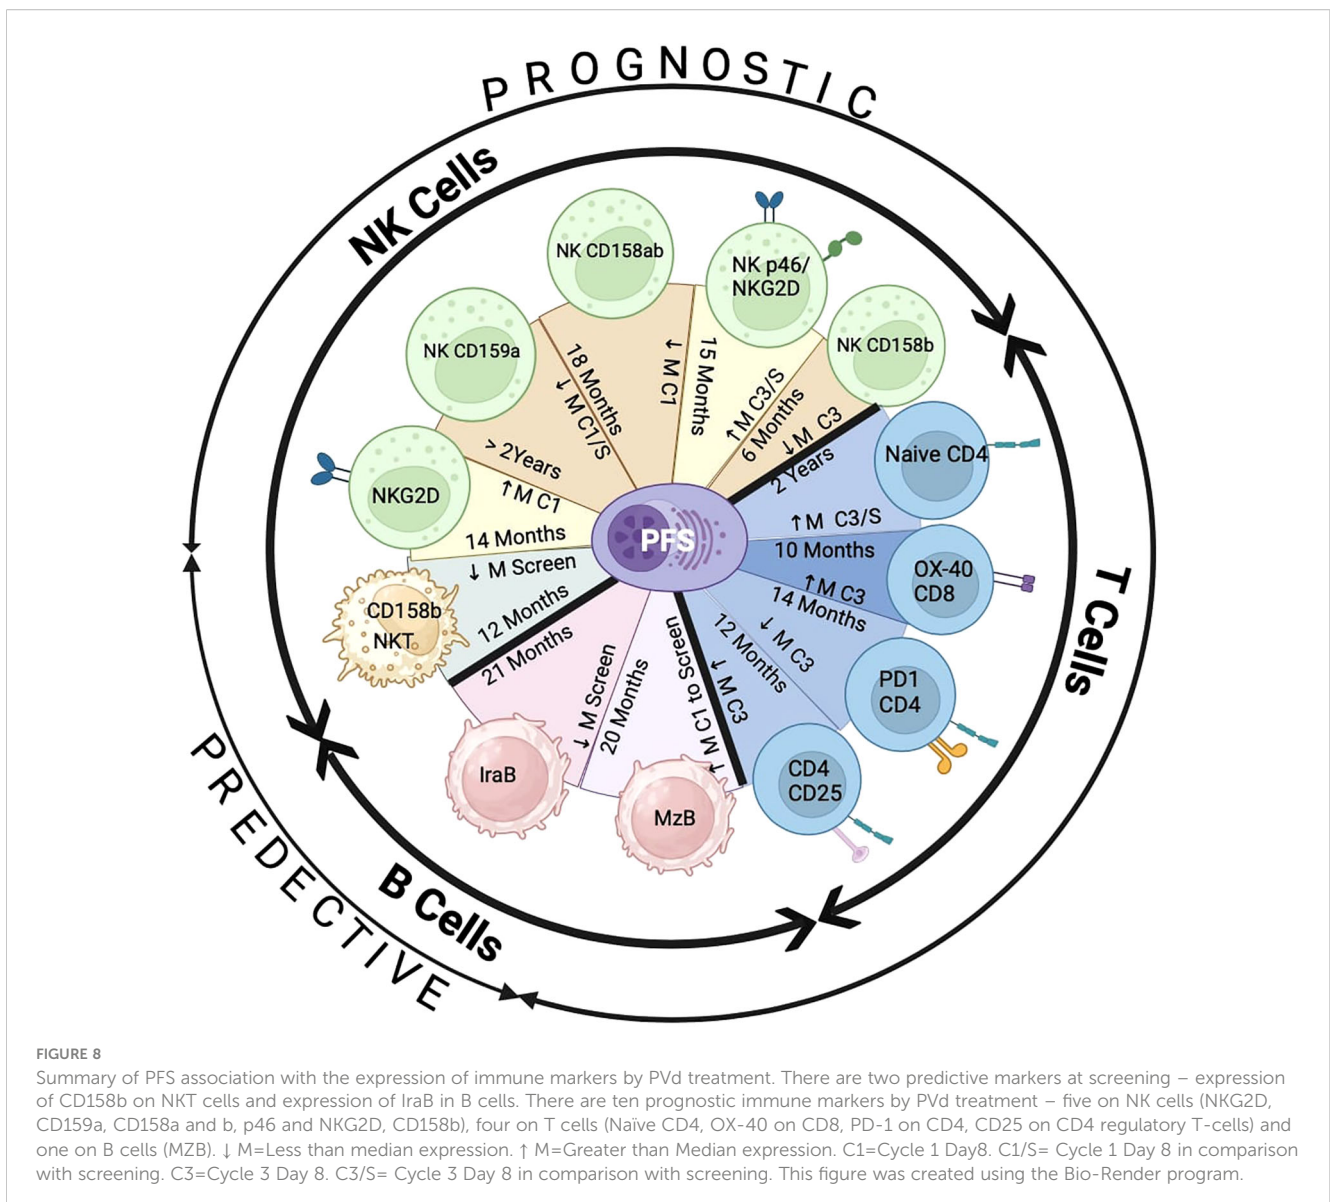 PROGNOSTIC
NK Cells
NK CD158ab
NK p46/
NKG2D
NK CD159a
NK CD158b
NKG2D
Naive CD4
OX-40
CD8
PD1
CD4
CD4
CD25
T Cells
CD158b
NKT
IraB
MzB
B Cells
PREDECTIVE
PFS
↑M C1
14 Months
> 2Years
↓ M C1/S
18 Months
↓ M C1
15 Months
↑M C3/S
6 Months
↓M C3
2 Years
↑M C3/S
10 Months
↑M C3
14 Months
↓ M C3
12 Months
↓ M C3
↑ M C1 to Screen
20 Months
↓ M Screen
21 Months
12 Months
↓ M Screen
FIGURE 8
Summary of PFS association with the expression of immune markers by PVd treatment. There are two predictive markers at screening – expression
of CD158b on NKT cells and expression of IraB in B cells. There are ten prognostic immune markers by PVd treatment – five on NK cells (NKG2D,
CD159a, CD158a and b, p46 and NKG2D, CD158b), four on T cells (Naïve CD4, OX-40 on CD8, PD-1 on CD4, CD25 on CD4 regulatory T-cells) and
one on B cells (MZB). ↓ M=Less than median expression. ↑ M=Greater than Median expression. C1=Cycle 1 Day8. C1/S= Cycle 1 Day 8 in comparison
with screening. C3=Cycle 3 Day 8. C3/S= Cycle 3 Day 8 in comparison with screening. This figure was created using the Bio-Render program.